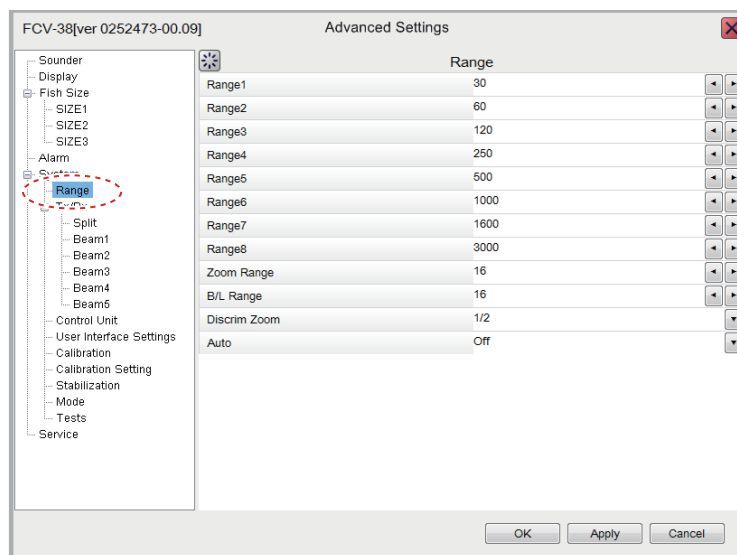 FCV-38[ver 0252473-00.09]
Advanced Settings
Sounder
Display
Fish Size
SIZE1
SIZE2
SIZE3
Alarm
System
Range
Tx/Rx
Split
Beam1
Beam2
Beam3
Beam4
Beam5
Control Unit
User Interface Settings
Calibration
Calibration Setting
Stabilization
Mode
Tests
Service
Range
Range1 30
Range2 60
Range3 120
Range4 250
Range5 500
Range6 1000
Range7 1600
Range8 3000
Zoom Range 16
B/L Range 16
Discrim Zoom 1/2
Auto Off
OK Apply Cancel